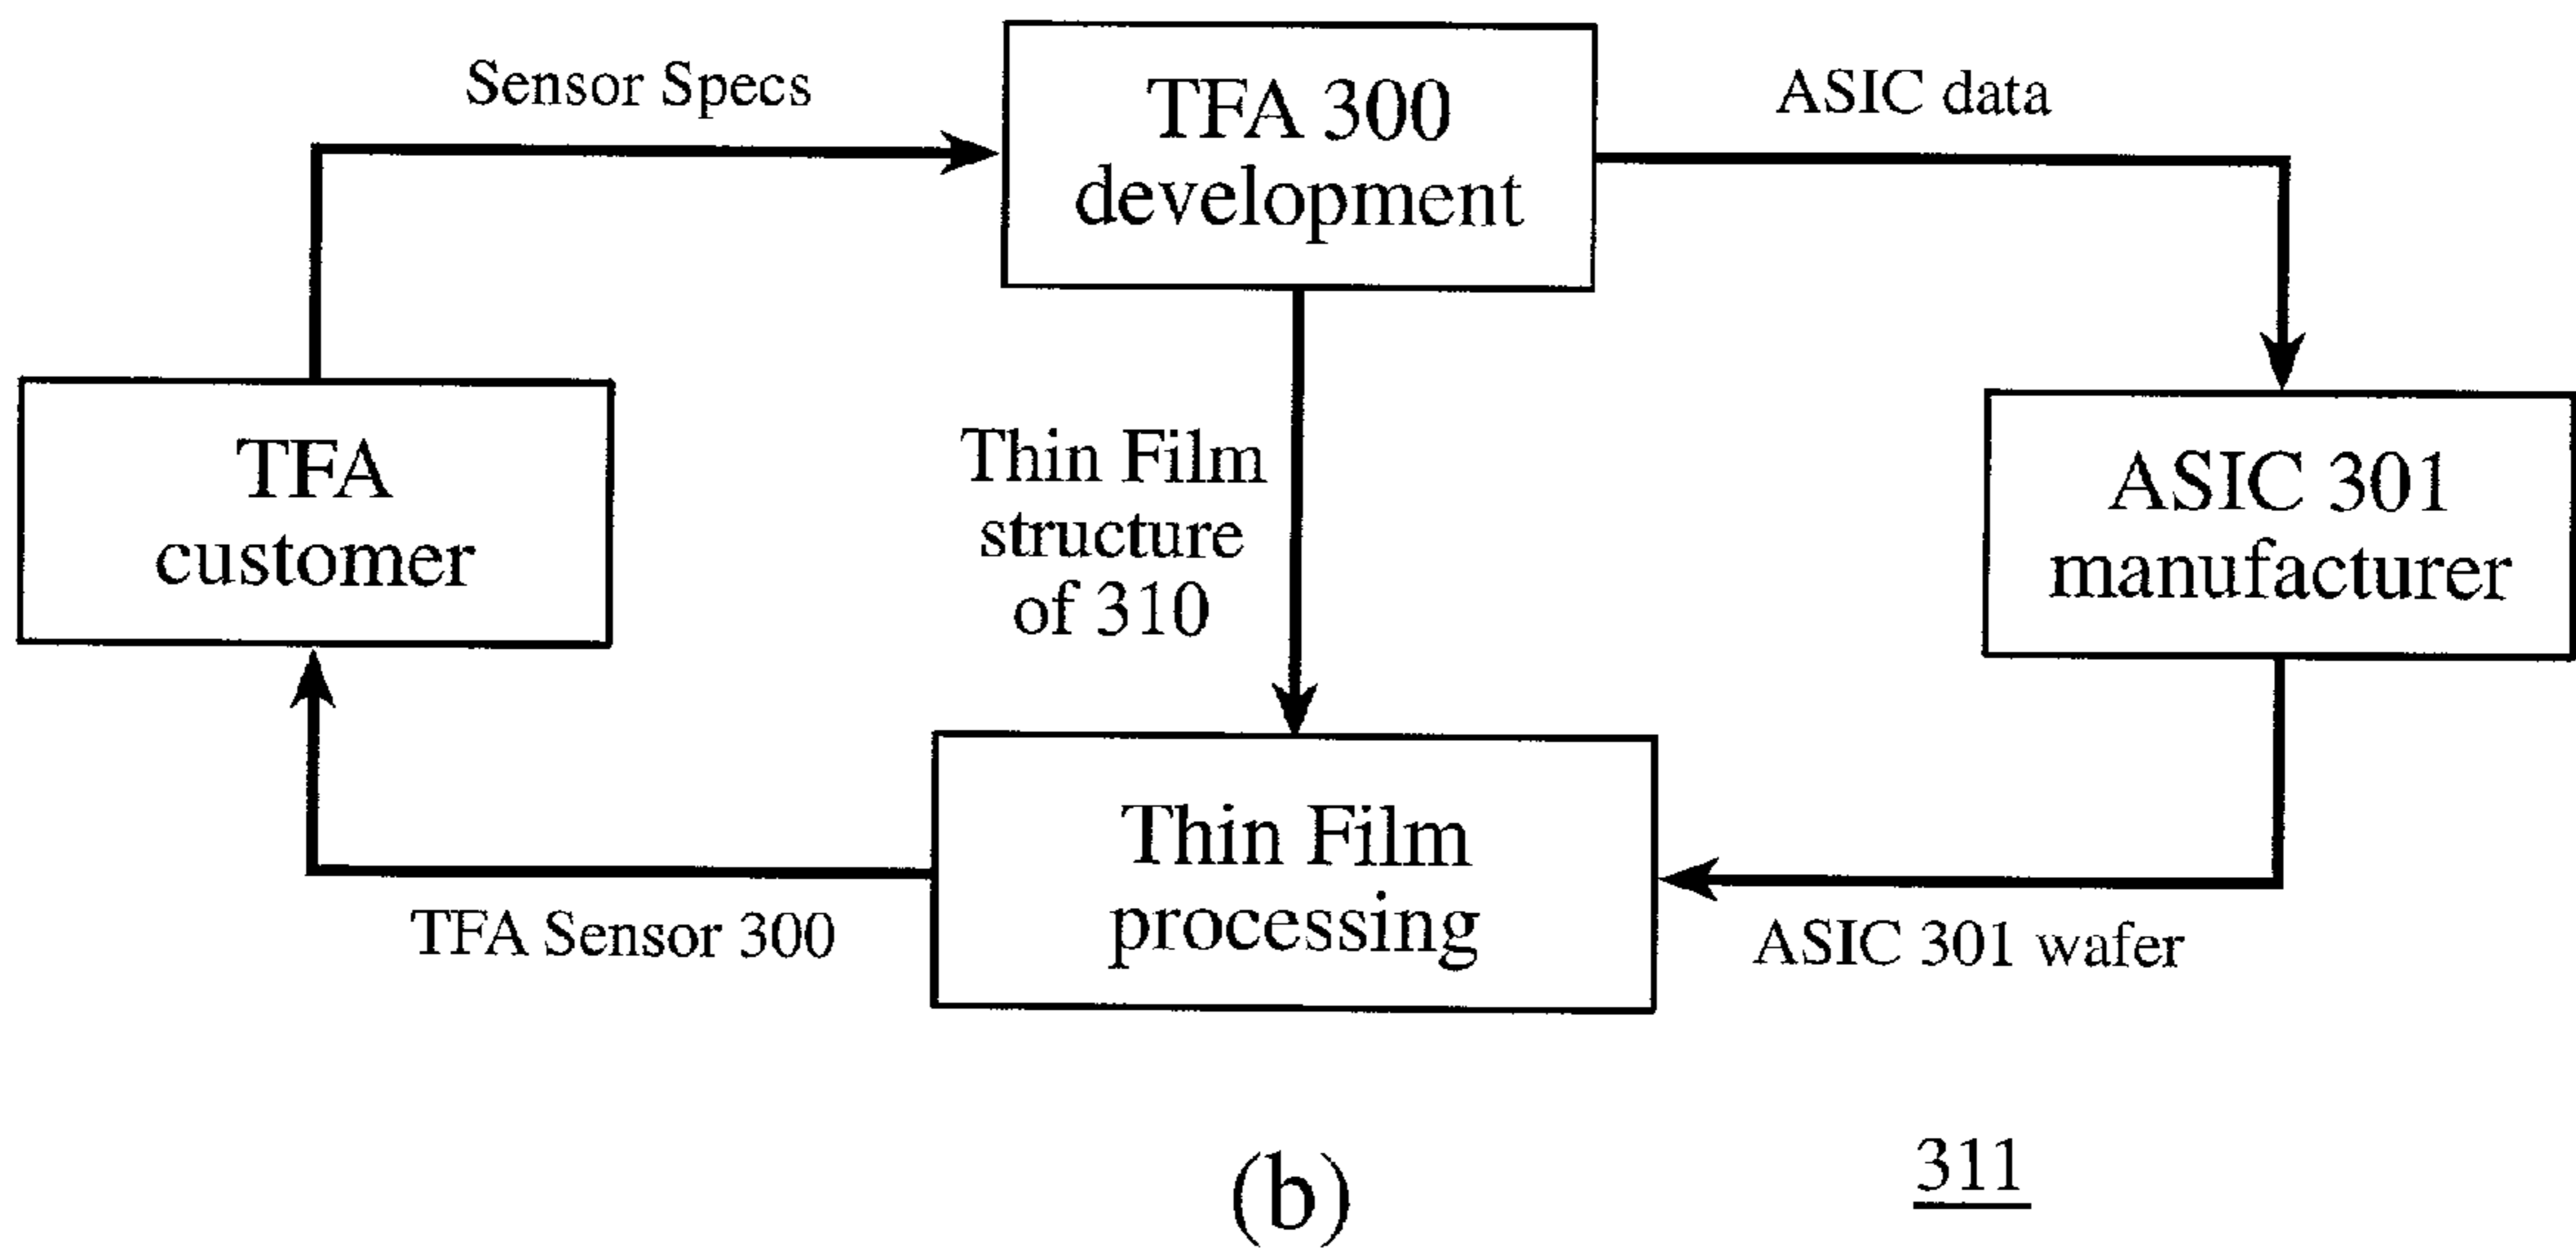 Sensor Specs
TFA 300
development
ASIC data
TFA
customer
Thin Film
structure
of 310
ASIC 301
manufacturer
Thin Film
processing
TFA Sensor 300
ASIC 301 wafer
(b)
311